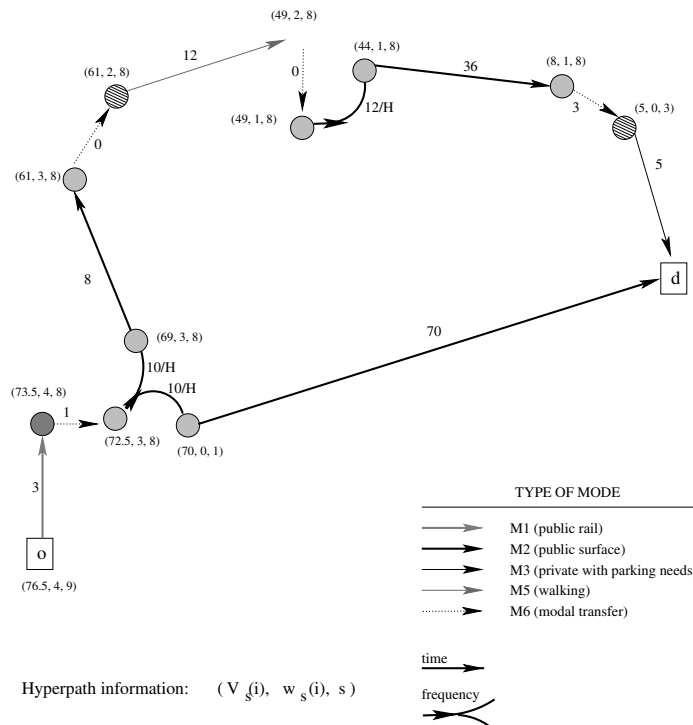 (49, 2, 8)
12
(44, 1, 8)
36
(8, 1, 8)
(61, 2, 8)
0
3
(5, 0, 3)
(49, 1, 8)
12/H
0
5
(61, 3, 8)
8
d
70
(69, 3, 8)
10/H
10/H
(73.5, 4, 8)
1
(72.5, 3, 8)
(70, 0, 1)
3
o
(76.5, 4, 9)
TYPE OF MODE
M1 (public rail)
M2 (public surface)
M3 (private with parking needs
M5 (walking)
M6 (modal transfer)
time
frequency
Hyperpath information: ( V s(i), w s(i), s )